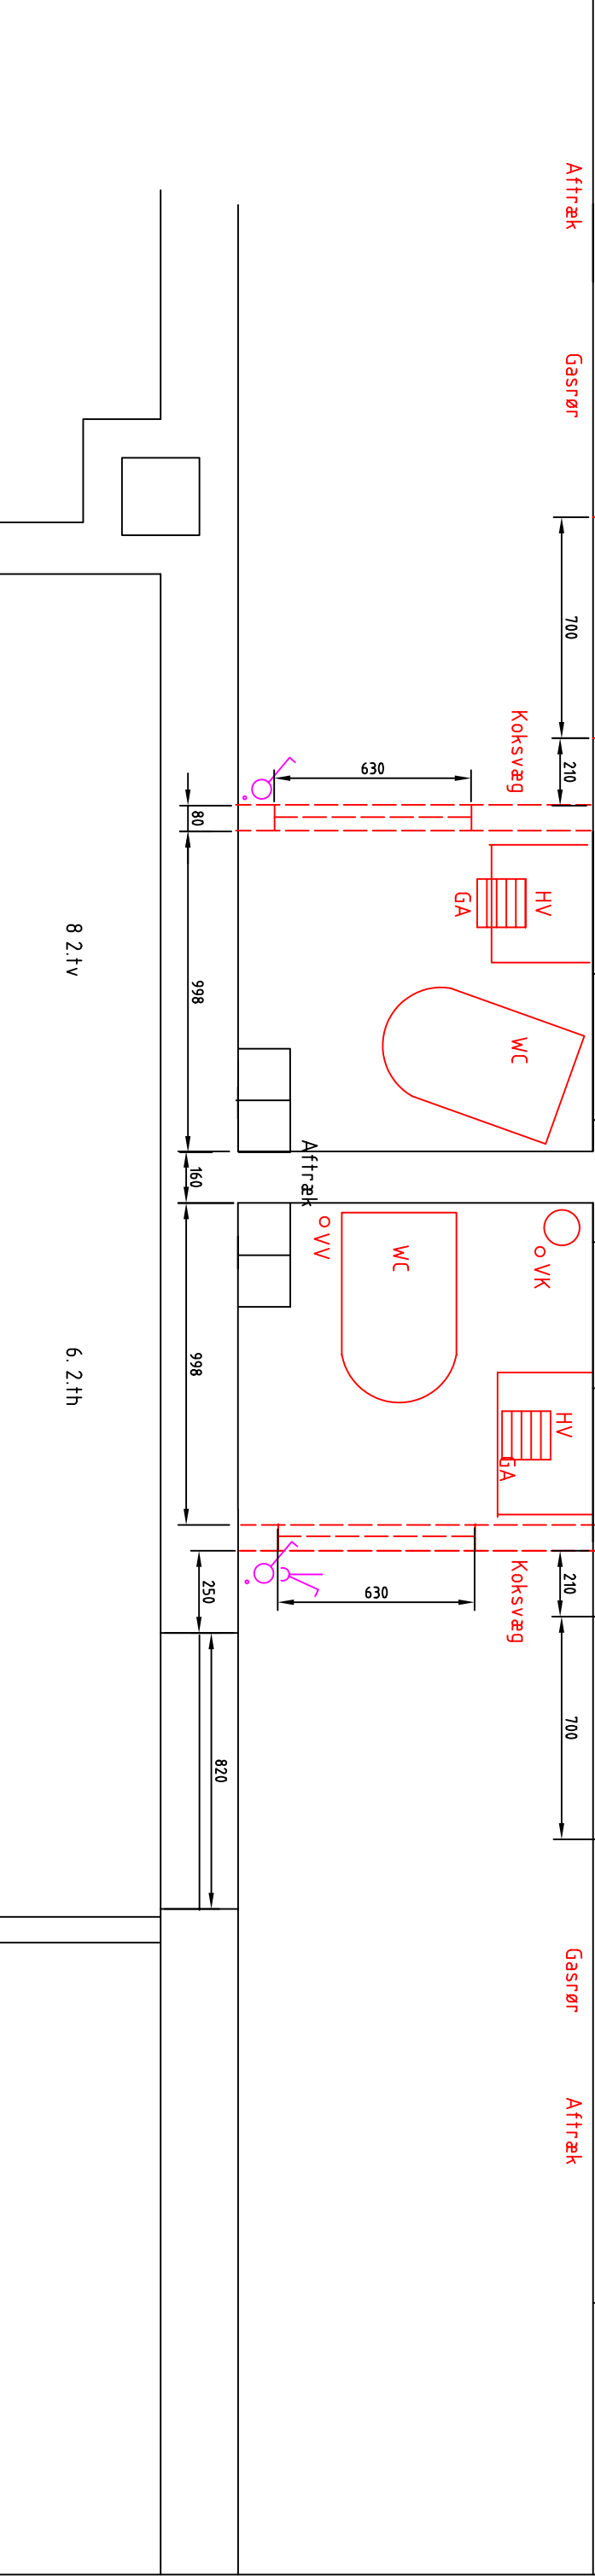 Aftræk
Gasrør
700
210
Koksvæg
630
80
HV
GA
998
WC
8 2.tv
Aftræk
160
VV
WC
VK
998
6. 2.th
HV
GA
Koksvæg
210
630
250
700
820
Gasrør
Aftræk